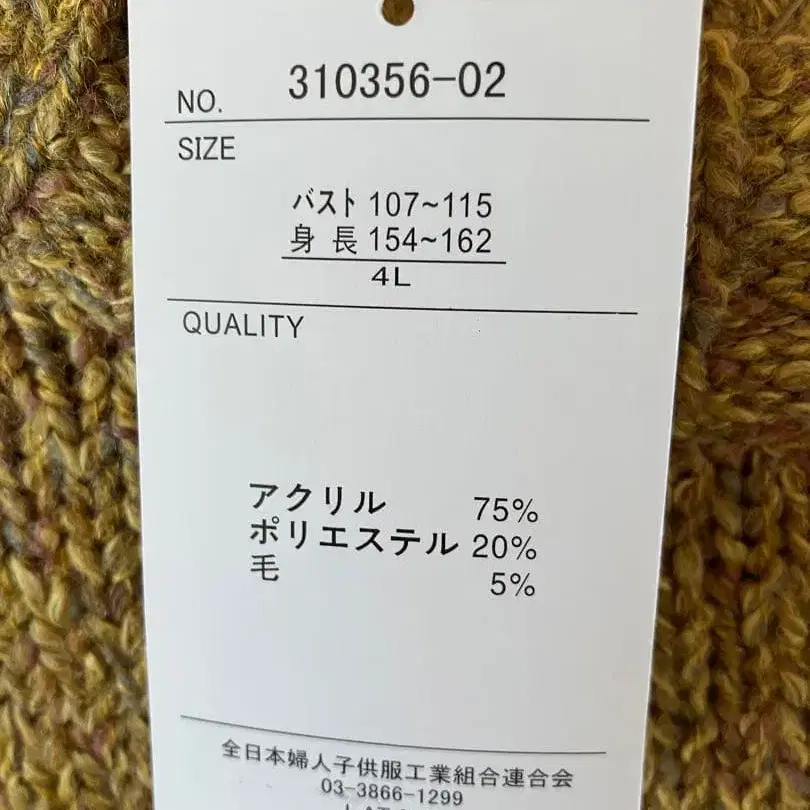 NO. 310356-02
SIZE
バスト 107~115
身 長 154~162
4L
QUALITY
アクリル 75%
ポリエステル 20%
毛 5%
全日本婦人子供服工業組合連合会
03-3866-1299